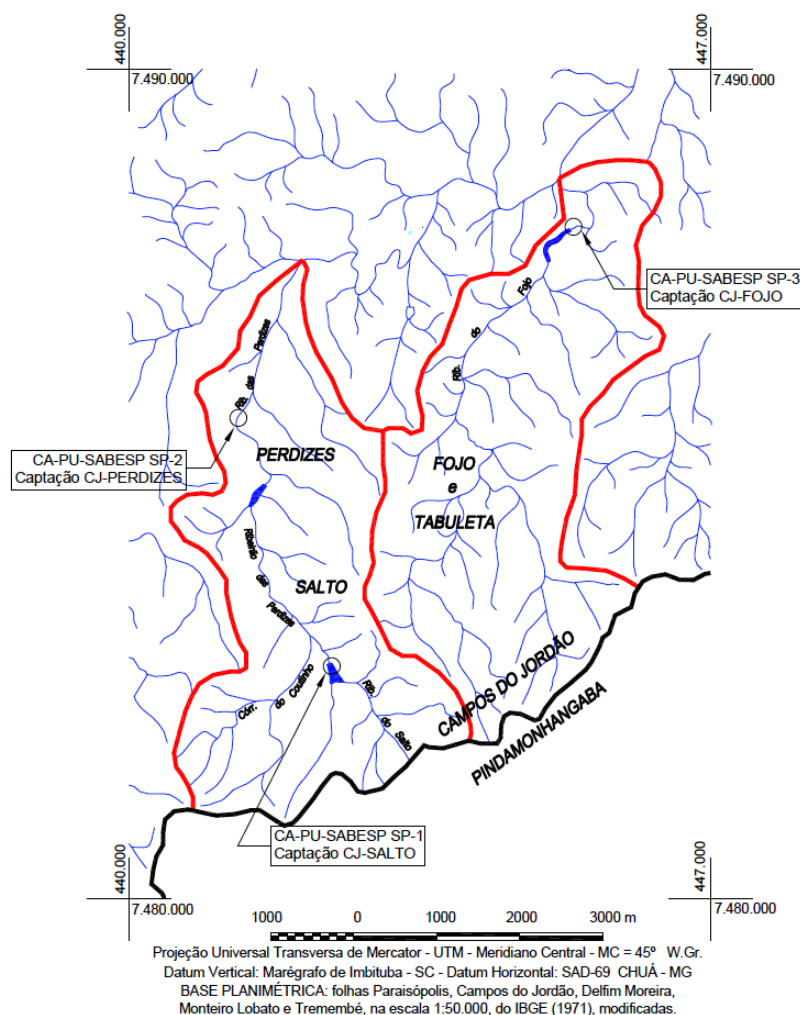 440.000
447.000
7.490.000
7.490.000
CA-PU-SABESP SP-3
Captação CJ-FOJO
Rib. do Fojo
Rib. das Perdizes
CA-PU-SABESP SP-2
Captação CJ-PERDIZES
PERDIZES
FOJO
e
TABULETA
Ribeirão das Perdizes
SALTO
Córr. do Coutinho
Rib. do Salto
CAMPOS DO JORDÃO
PINDAMONHANGABA
CA-PU-SABESP SP-1
Captação CJ-SALTO
440.000
447.000
7.480.000
7.480.000
1000 0 1000 2000 3000 m
Projeção Universal Transversa de Mercator - UTM - Meridiano Central - MC = 45º W.Gr.
Datum Vertical: Marégrafo de Imbituba - SC - Datum Horizontal: SAD-69 CHUÁ - MG
BASE PLANIMÉTRICA: folhas Paraisópolis, Campos do Jordão, Delfim Moreira,
Monteiro Lobato e Tremembé, na escala 1:50.000, do IBGE (1971), modificadas.